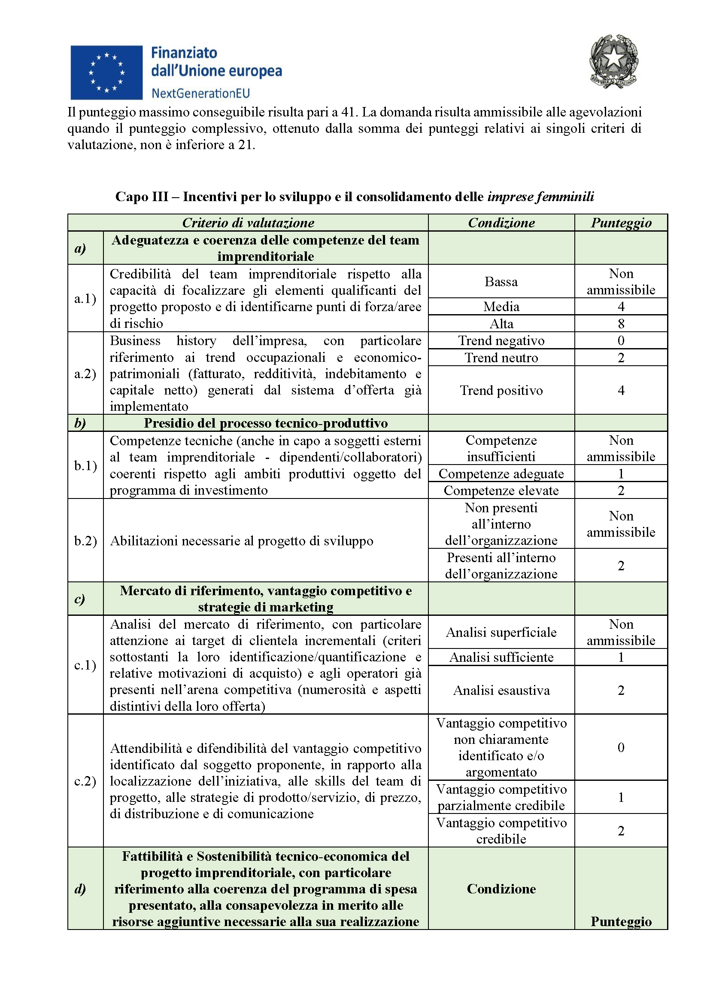 Finanziato
dall'Unione europea
NextGenerationEU
REPVBBLICA ITALIANA
Il punteggio massimo conseguibile risulta pari a 41. La domanda risulta ammissibile alle agevolazioni
quando il punteggio complessivo, ottenuto dalla somma dei punteggi relativi ai singoli criteri di
valutazione, non è inferiore a 21.
Capo III – Incentivi per lo sviluppo e il consolidamento delle imprese femminili
Criterio di valutazione Condizione Punteggio
a) Adeguatezza e coerenza delle competenze del team
imprenditoriale
a.1)
Credibilità del team imprenditoriale rispetto alla
capacità di focalizzare gli elementi qualificanti del
progetto proposto e di identificarne punti di forza/aree
di rischio
Bassa
Non
ammissibile
Media 4
Alta 8
a.2)
Business history dell'impresa, con particolare
riferimento ai trend occupazionali e economico-
patrimoniali (fatturato, redditività, indebitamento e
capitale netto) generati dal sistema d'offerta già
implementato
Trend negativo 0
Trend neutro 2
Trend positivo 4
b) Presidio del processo tecnico-produttivo
b.1)
Competenze tecniche (anche in capo a soggetti esterni
al team imprenditoriale - dipendenti/collaboratori)
coerenti rispetto agli ambiti produttivi oggetto del
programma di investimento
Competenze
insufficienti
Non
ammissibile
Competenze adeguate 1
Competenze elevate 2
b.2)
Abilitazioni necessarie al progetto di sviluppo
Non presenti
all'interno
dell'organizzazione
Non
ammissibile
Presenti all'interno
dell'organizzazione
2
c) Mercato di riferimento, vantaggio competitivo e
strategie di marketing
c.1)
Analisi del mercato di riferimento, con particolare
attenzione ai target di clientela incrementali (criteri
sottostanti la loro identificazione/quantificazione e
relative motivazioni di acquisto) e agli operatori già
presenti nell'arena competitiva (numerosità e aspetti
distintivi della loro offerta)
Analisi superficiale
Non
ammissibile
Analisi sufficiente 1
Analisi esaustiva 2
c.2)
Attendibilità e difendibilità del vantaggio competitivo
identificato dal soggetto proponente, in rapporto alla
localizzazione dell'iniziativa, alle skills del team di
progetto, alle strategie di prodotto/servizio, di prezzo,
di distribuzione e di comunicazione
Vantaggio competitivo
non chiaramente
identificato e/o
argomentato
0
Vantaggio competitivo
parzialmente credibile
1
Vantaggio competitivo
credibile
2
d)
Fattibilità e Sostenibilità tecnico-economica del
progetto imprenditoriale, con particolare
riferimento alla coerenza del programma di spesa
presentato, alla consapevolezza in merito alle
risorse aggiuntive necessarie alla sua realizzazione
Condizione
Punteggio